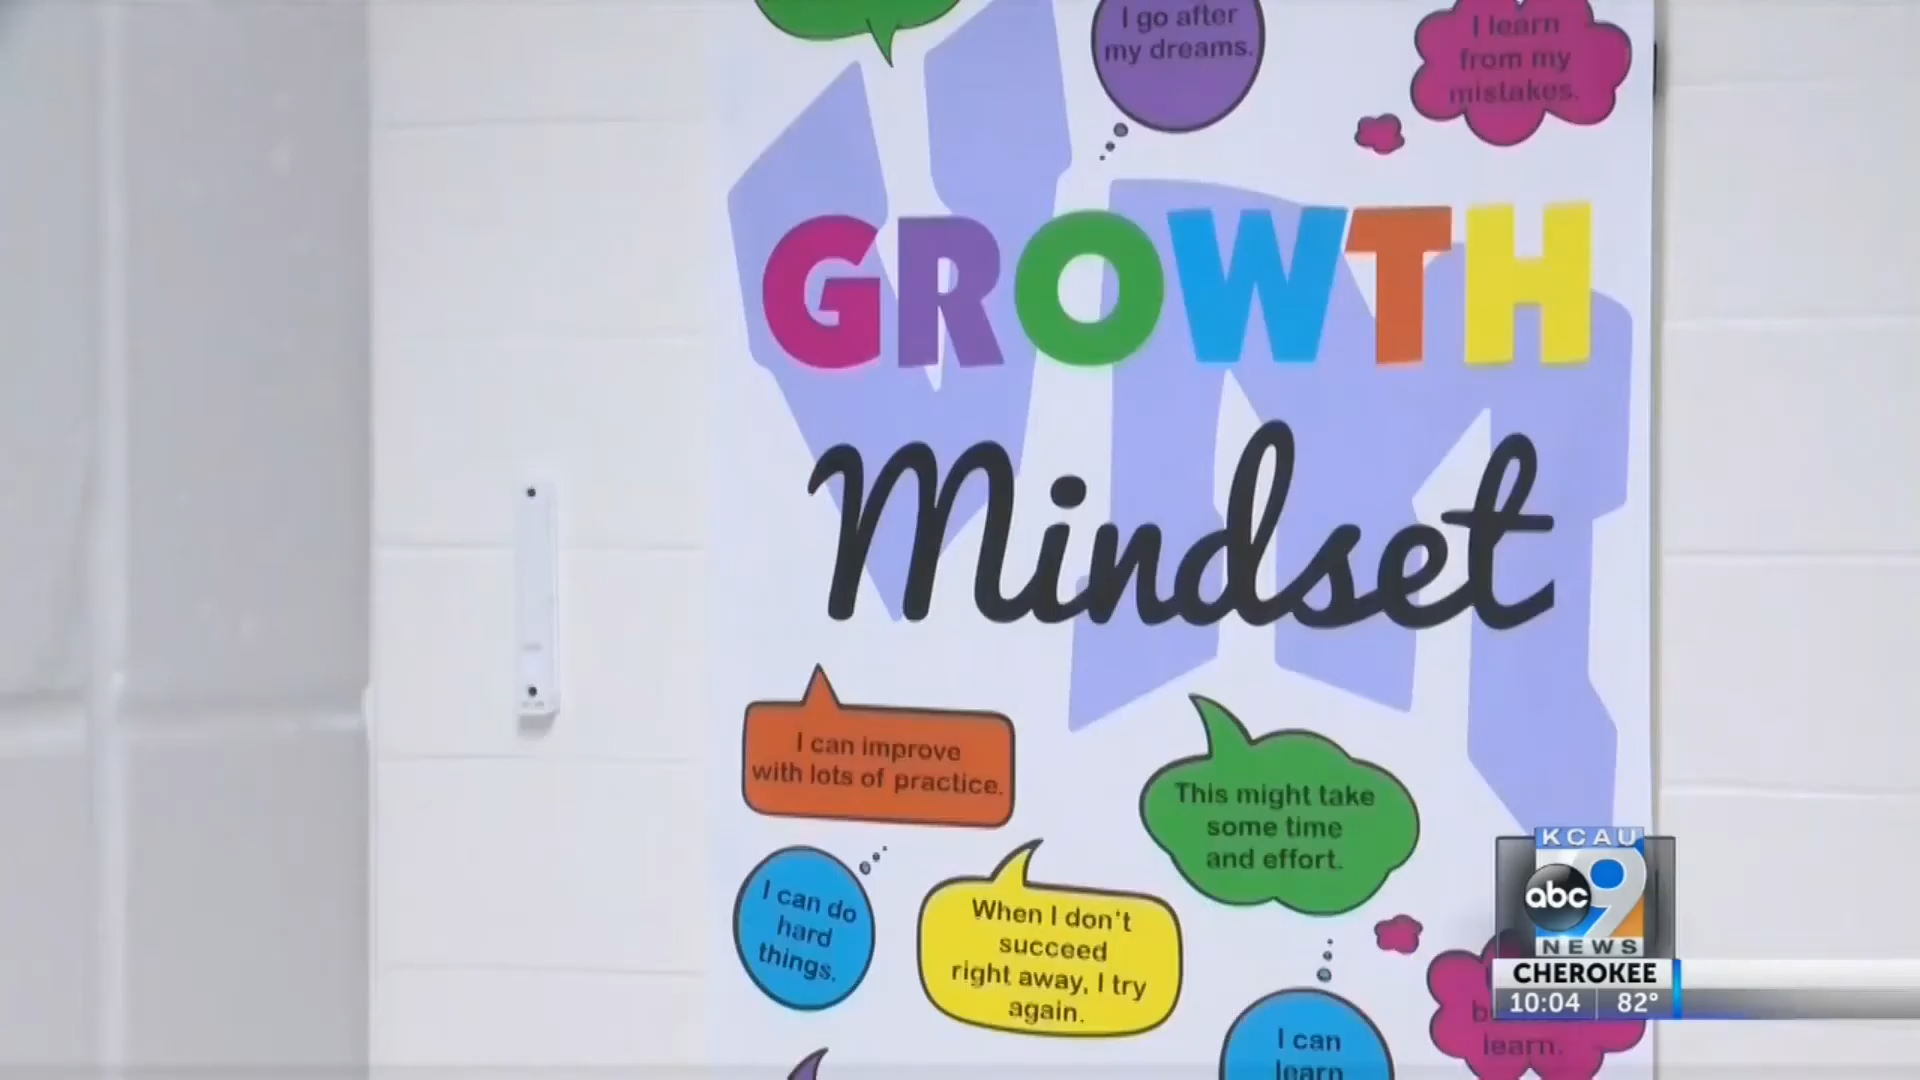 I go after
my dreams.
I learn
from my
mistakes.
GROWTH
Mindset
I can improve
with lots of practice.
This might take
some time
and effort.
I can do
hard
things.
When I don't
succeed
right away, I try
again.
I can
learn
learn.
KCAU
abc 9
NEWS
CHEROKEE
10:04 82°